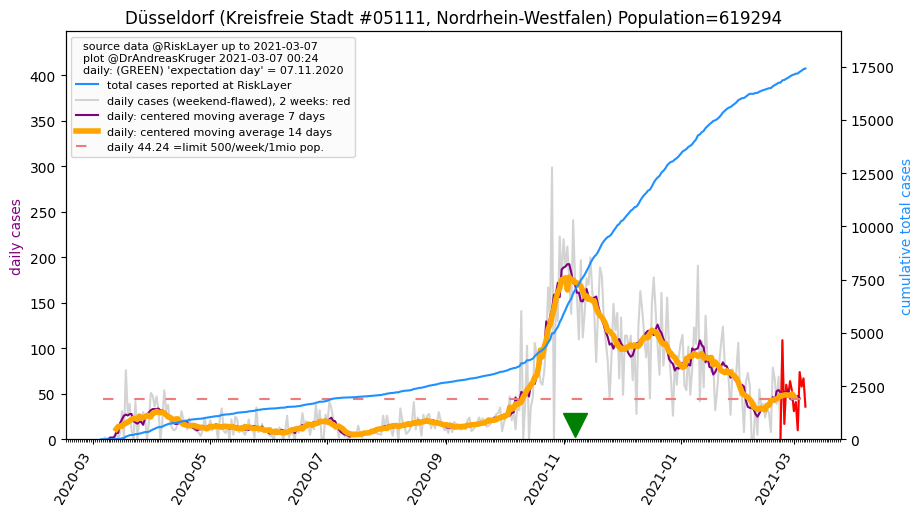 Düsseldorf (Kreisfreie Stadt #05111, Nordrhein-Westfalen) Population=619294
source data @RiskLayer up to 2021-03-07
plot @DrAndreasKruger 2021-03-07 00:24
daily: (GREEN) 'expectation day' = 07.11.2020
total cases reported at RiskLayer
daily cases (weekend-flawed), 2 weeks: red
daily: centered moving average 7 days
daily: centered moving average 14 days
daily 44.24 =limit 500/week/1mio pop.
daily cases
400
350
300
250
200
150
100
50
0
cumulative total cases
17500
15000
12500
10000
7500
5000
2500
0
2020-03
2020-05
2020-07
2020-09
2020-11
2021-01
2021-03